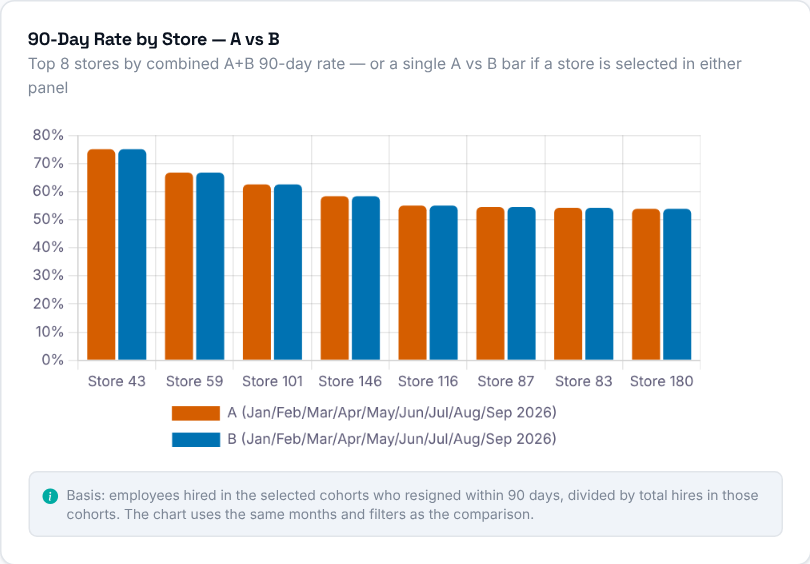 90-Day Rate by Store — A vs B
Top 8 stores by combined A+B 90-day rate — or a single A vs B bar if a store is selected in either
panel
80%
70%
60%
50%
40%
30%
20%
10%
0%
Store 43 Store 59 Store 101 Store 146 Store 116 Store 87 Store 83 Store 180
A (Jan/Feb/Mar/Apr/May/Jun/Jul/Aug/Sep 2026)
B (Jan/Feb/Mar/Apr/May/Jun/Jul/Aug/Sep 2026)
i Basis: employees hired in the selected cohorts who resigned within 90 days, divided by total hires in those
cohorts. The chart uses the same months and filters as the comparison.